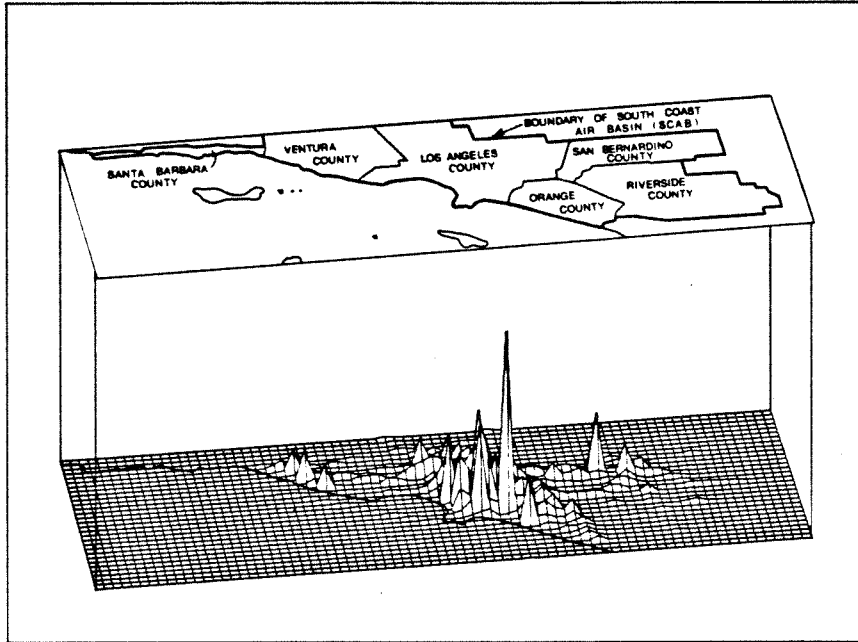 BOUNDARY OF SOUTH COAST
AIR BASIN (SCAB)
VENTURA
COUNTY
LOS ANGELES
COUNTY
SAN BERNARDINO
COUNTY
SANTA BARBARA
COUNTY
ORANGE
COUNTY
RIVERSIDE
COUNTY